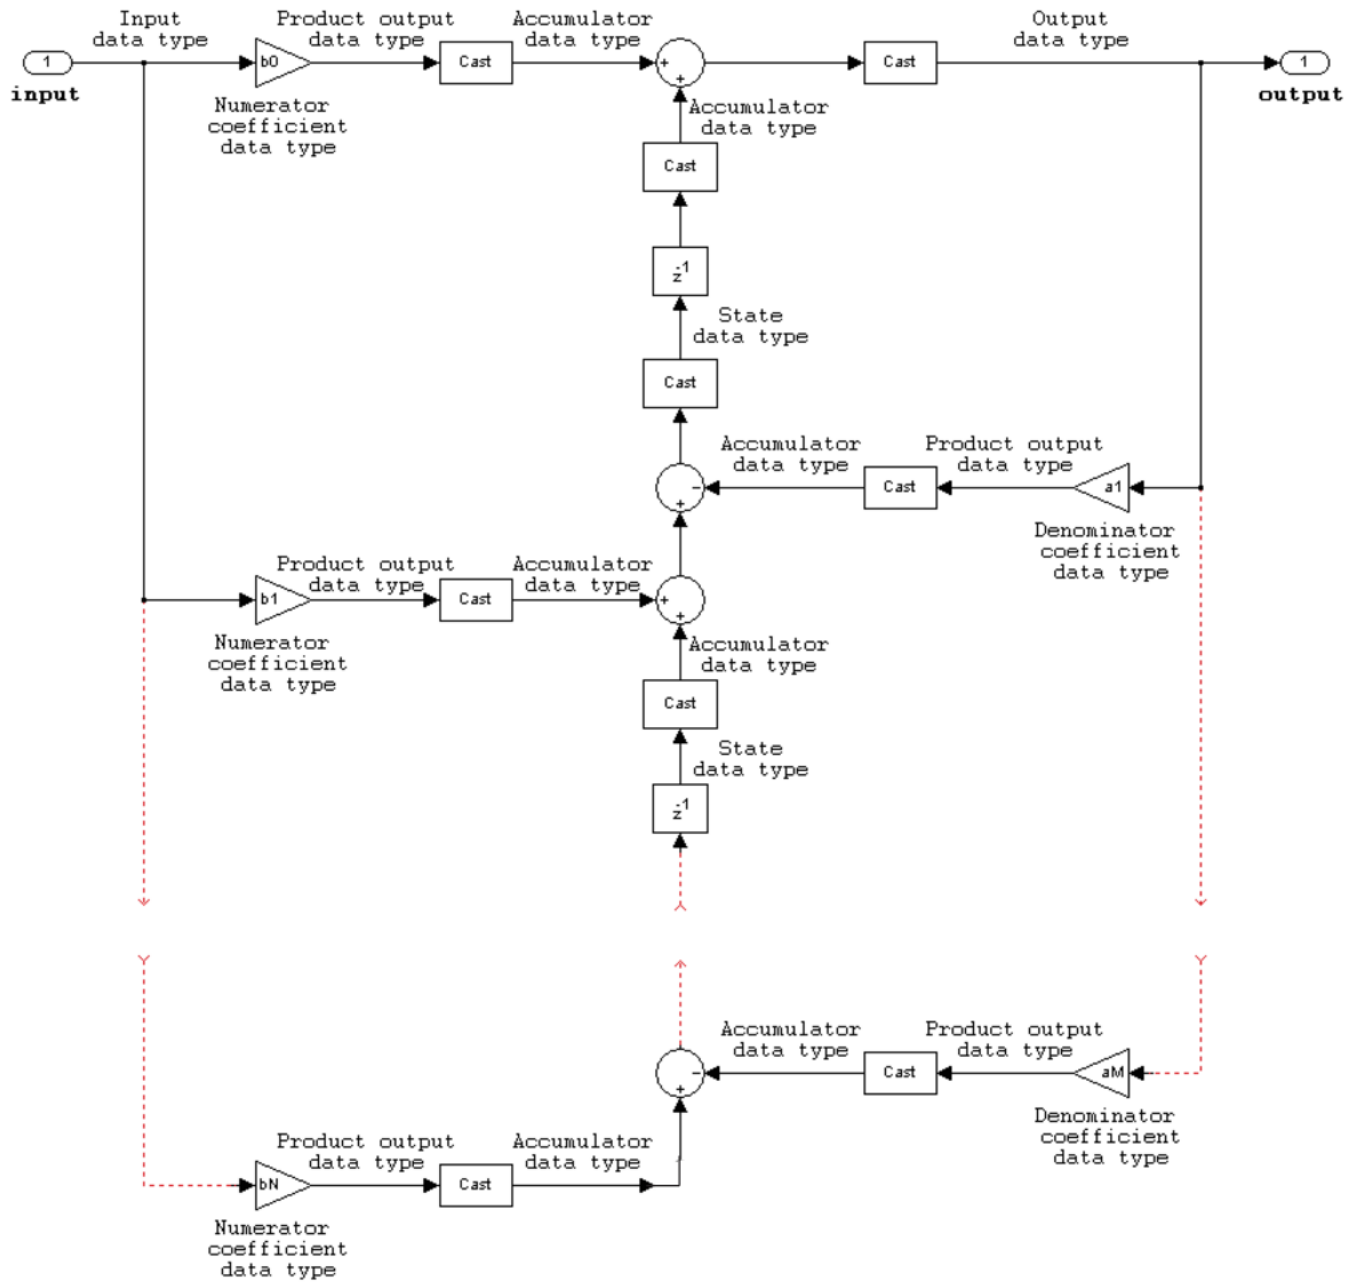 Input
data type
Product output
data type
Accumulator
data type
Output
data type
1
b0
Cast
+
+
Cast
1
input
output
Numerator
coefficient
data type
Accumulator
data type
Cast
z-1
State
data type
Cast
Accumulator
data type
Product output
data type
-
+
Cast
a1
Denominator
coefficient
data type
Product output
data type
Accumulator
data type
b1
Cast
+
+
Numerator
coefficient
data type
Accumulator
data type
Cast
State
data type
z-1
Accumulator
data type
Product output
data type
-
+
Cast
aM
Denominator
coefficient
data type
Product output
data type
Accumulator
data type
bN
Cast
Numerator
coefficient
data type